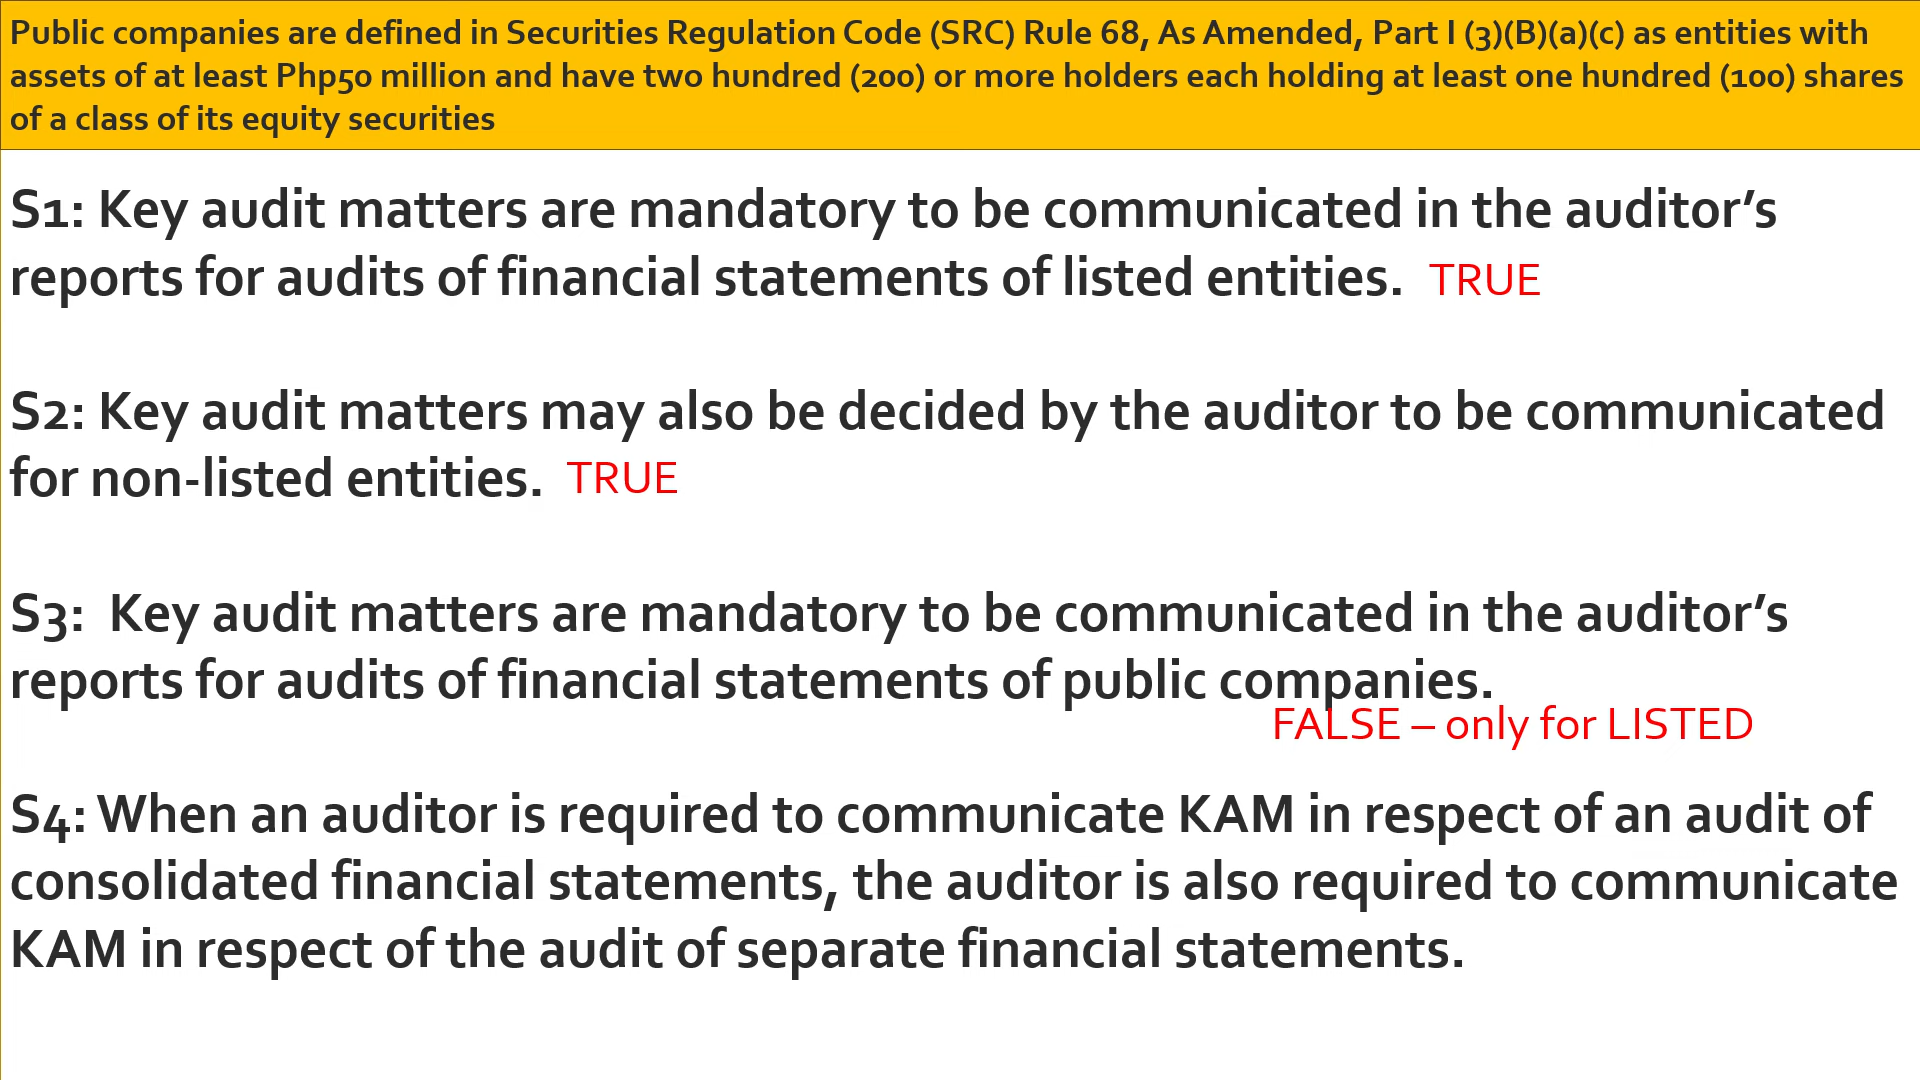 Public companies are defined in Securities Regulation Code (SRC) Rule 68, As Amended, Part I (3)(B)(a)(c) as entities with
assets of at least Php50 million and have two hundred (200) or more holders each holding at least one hundred (100) shares
of a class of its equity securities
S1: Key audit matters are mandatory to be communicated in the auditor’s
reports for audits of financial statements of listed entities. TRUE
S2: Key audit matters may also be decided by the auditor to be communicated
for non-listed entities. TRUE
S3: Key audit matters are mandatory to be communicated in the auditor’s
reports for audits of financial statements of public companies.
FALSE – only for LISTED
S4: When an auditor is required to communicate KAM in respect of an audit of
consolidated financial statements, the auditor is also required to communicate
KAM in respect of the audit of separate financial statements.